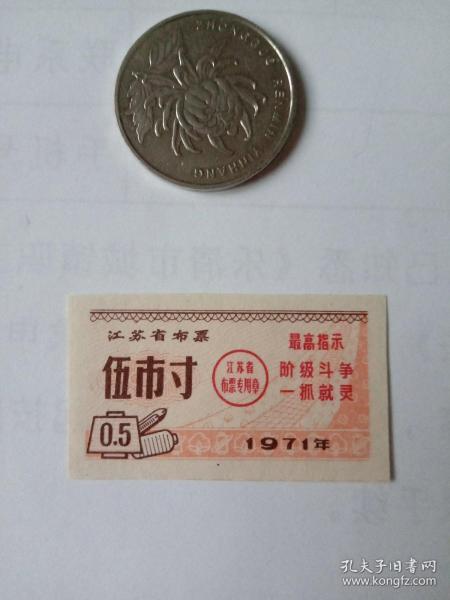 ZHONGGUO RENMIN YINHANG
江苏省布票
伍市寸
0.5
江苏省
布票专用章
最高指示
阶级斗争
一抓就灵
1971年
孔夫子旧书网
www.kongfz.com